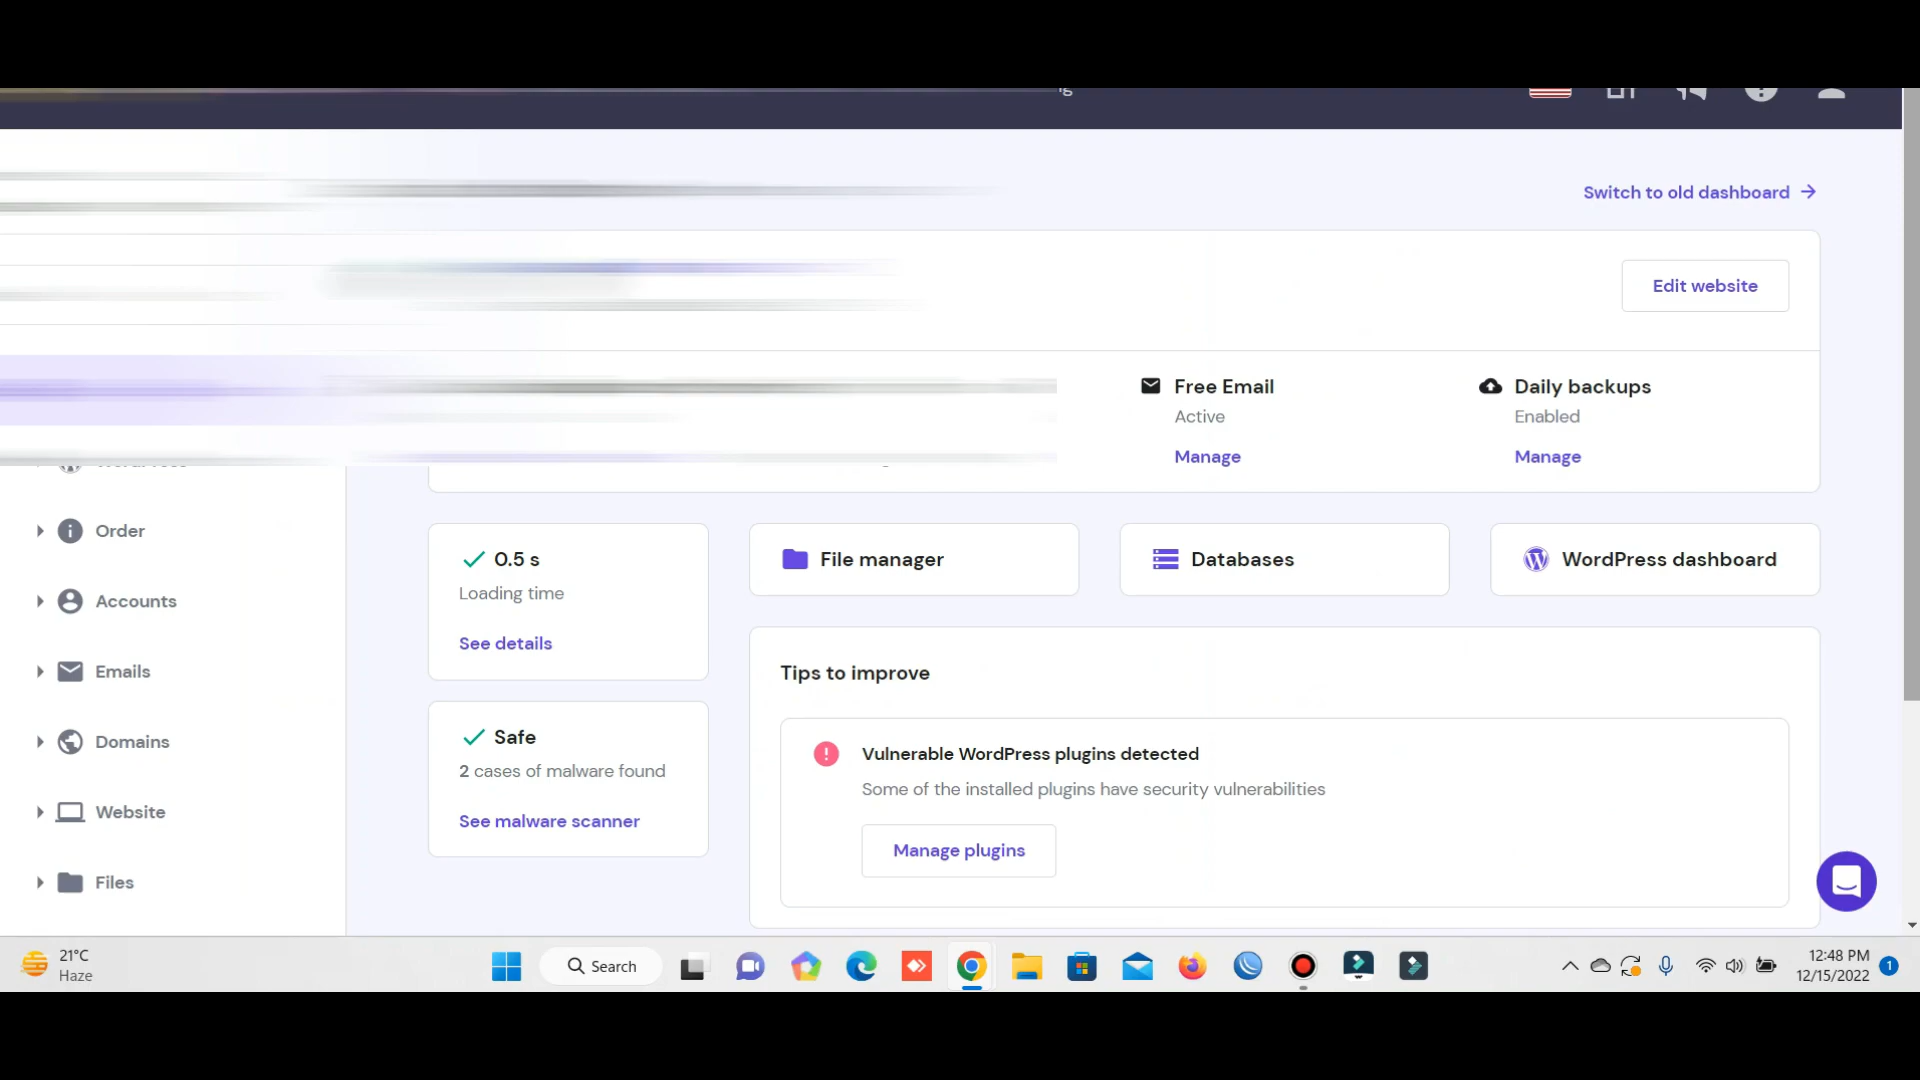 Switch to old dashboard
Edit website
Free Email
Active
Manage
Daily backups
Enabled
Manage
Order
Accounts
Emails
Domains
Website
Files
0.5 s
Loading time
See details
File manager
Databases
WordPress dashboard
Safe
2 cases of malware found
See malware scanner
Tips to improve
Vulnerable WordPress plugins detected
Some of the installed plugins have security vulnerabilities
Manage plugins
21°C
Haze
Search
12:48 PM
12/15/2022
1